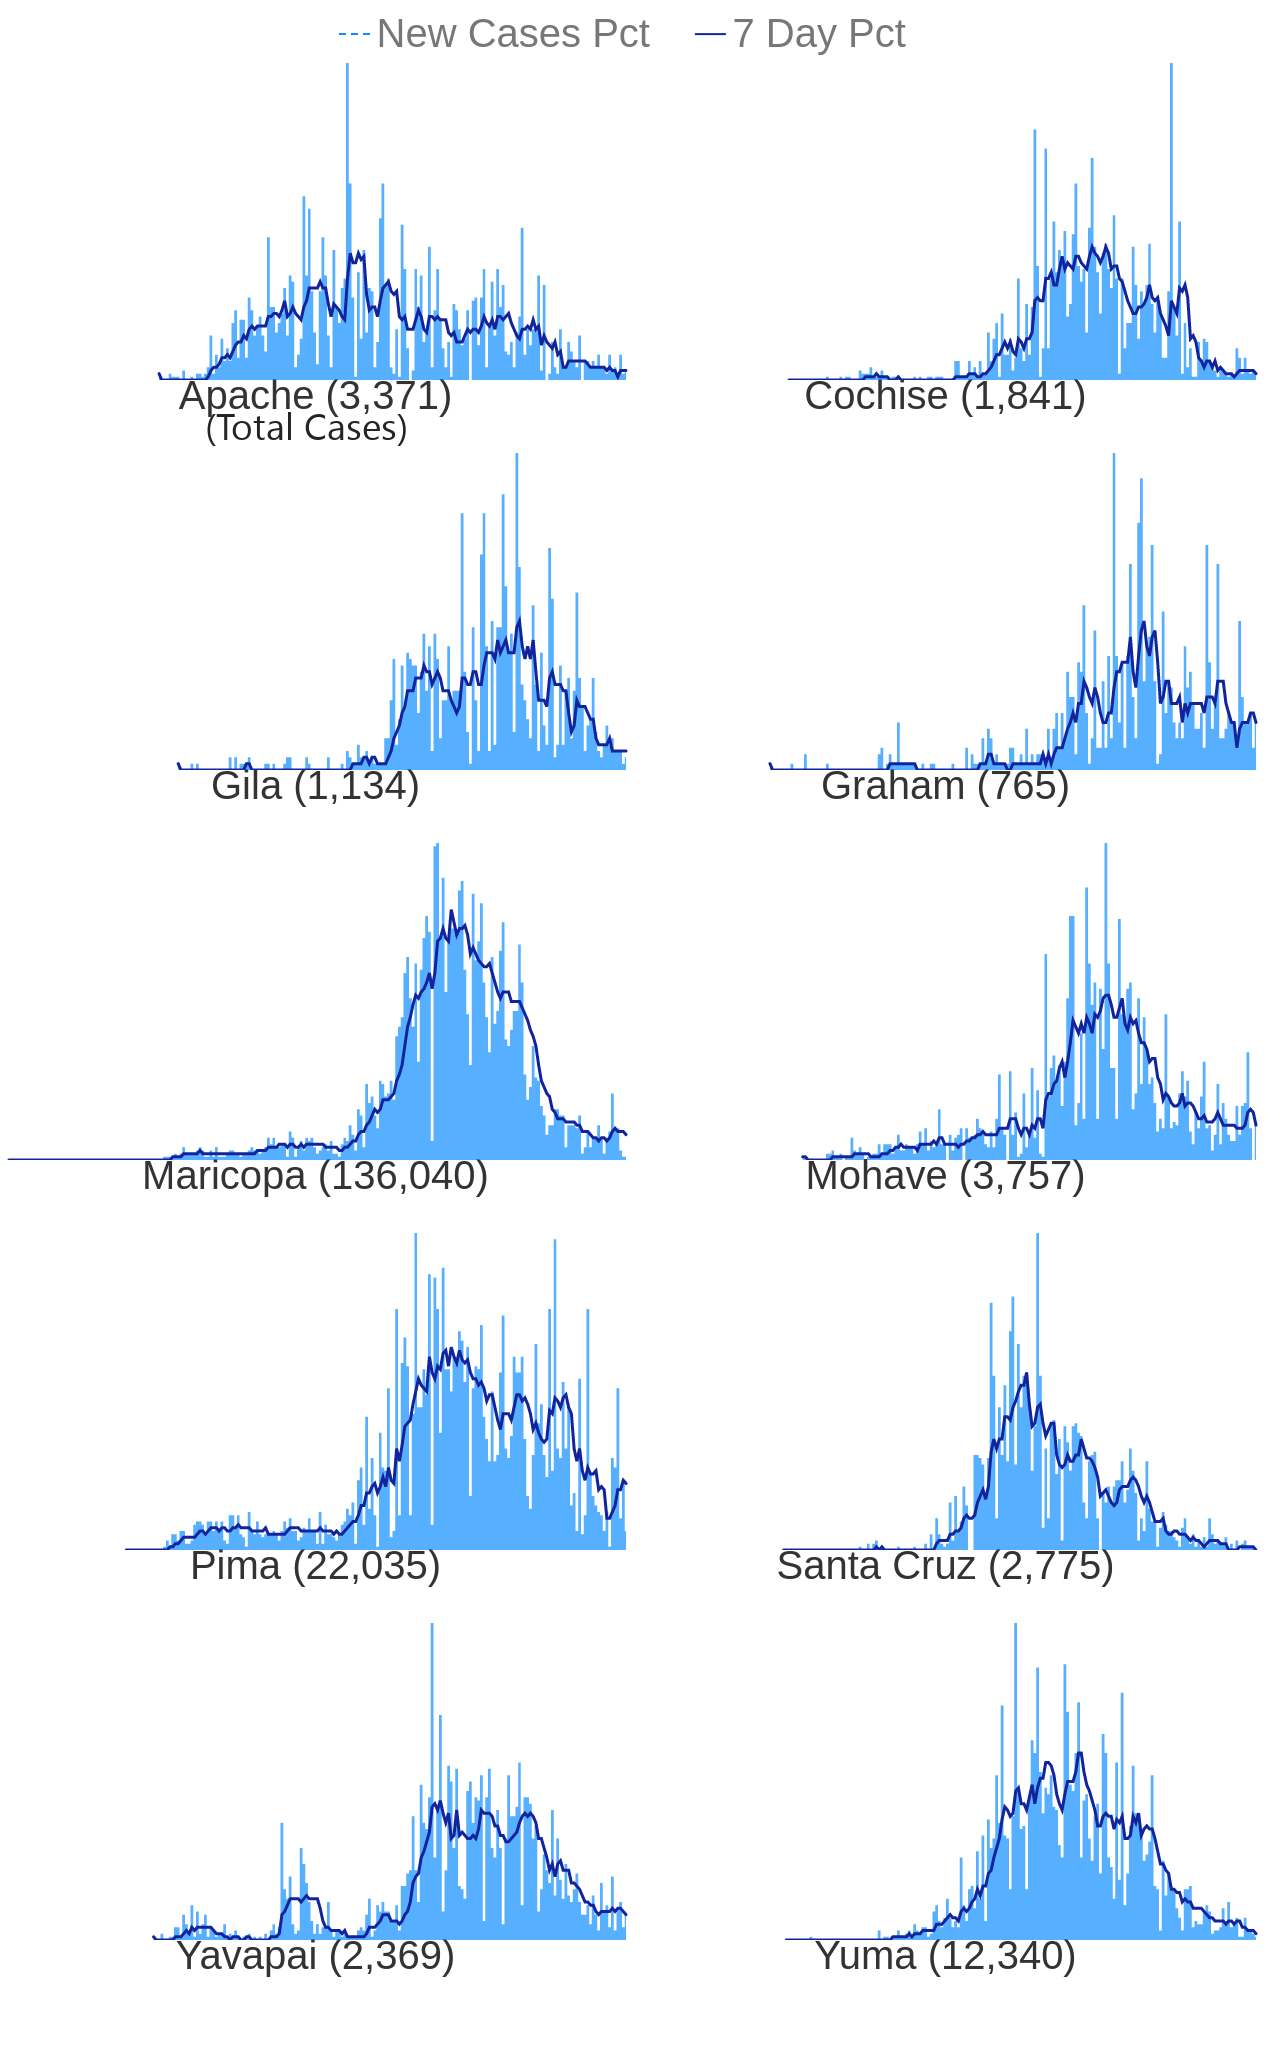 New Cases Pct 7 Day Pct
Apache (3,371) Cochise (1,841)
(Total Cases)
Gila (1,134) Graham (765)
Maricopa (136,040) Mohave (3,757)
Pima (22,035) Santa Cruz (2,775)
Yavapai (2,369) Yuma (12,340)